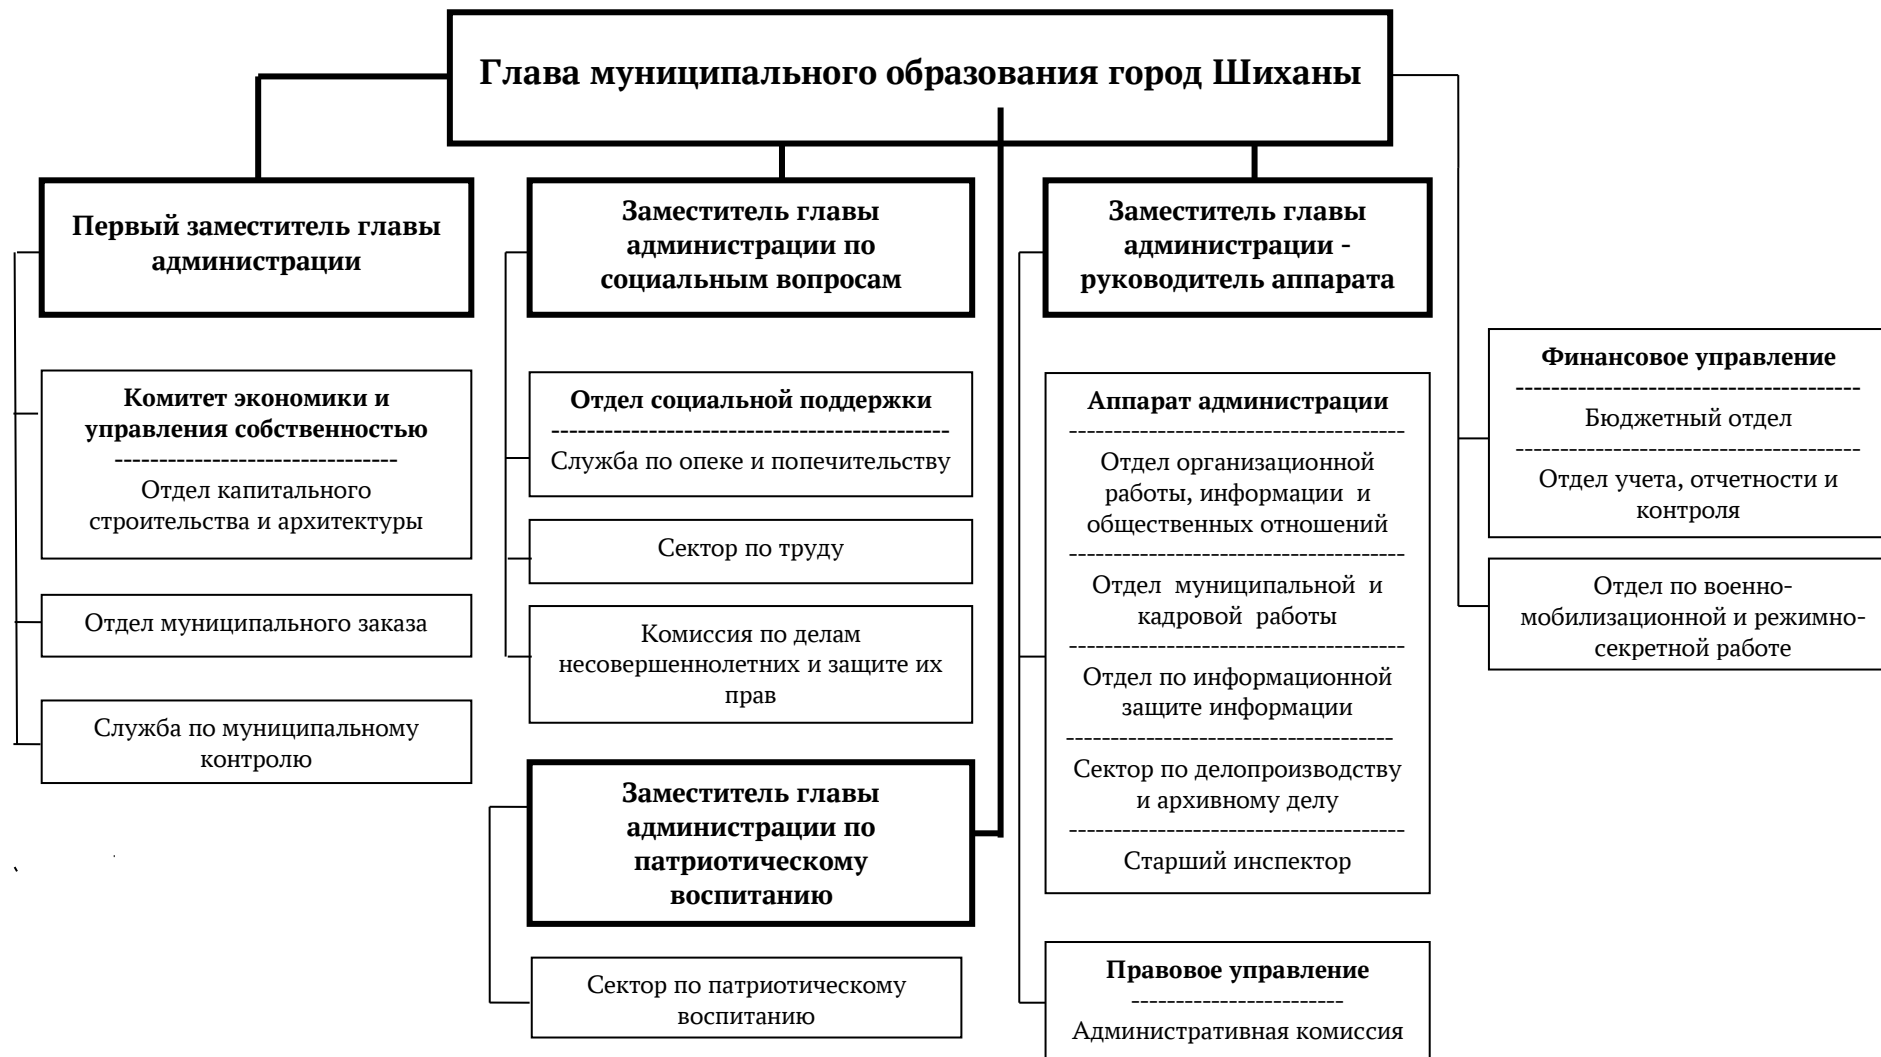 Глава муниципального образования город Шиханы
Первый заместитель главы
администрации
Заместитель главы
администрации по
социальным вопросам
Заместитель главы
администрации -
руководитель аппарата
Комитет экономики и
управления собственностью
--------------------------------
Отдел капитального
строительства и архитектуры
Отдел муниципального заказа
Служба по муниципальному
контролю
Отдел социальной поддержки
---------------------------------------------
Служба по опеке и попечительству
Сектор по труду
Комиссия по делам
несовершеннолетних и защите их
прав
Заместитель главы
администрации по
патриотическому
воспитанию
Сектор по патриотическому
воспитанию
Аппарат администрации
--------------------------------------
Отдел организационной
работы, информации и
общественных отношений
--------------------------------------
Отдел муниципальной и
кадровой работы
--------------------------------------
Отдел по информационной
защите информации
-------------------------------------
Сектор по делопроизводству
и архивному делу
--------------------------------------
Старший инспектор
Правовое управление
------------------------
Административная комиссия
Финансовое управление
---------------------------------------
Бюджетный отдел
---------------------------------------
Отдел учета, отчетности и
контроля
Отдел по военно-
мобилизационной и режимно-
секретной работе